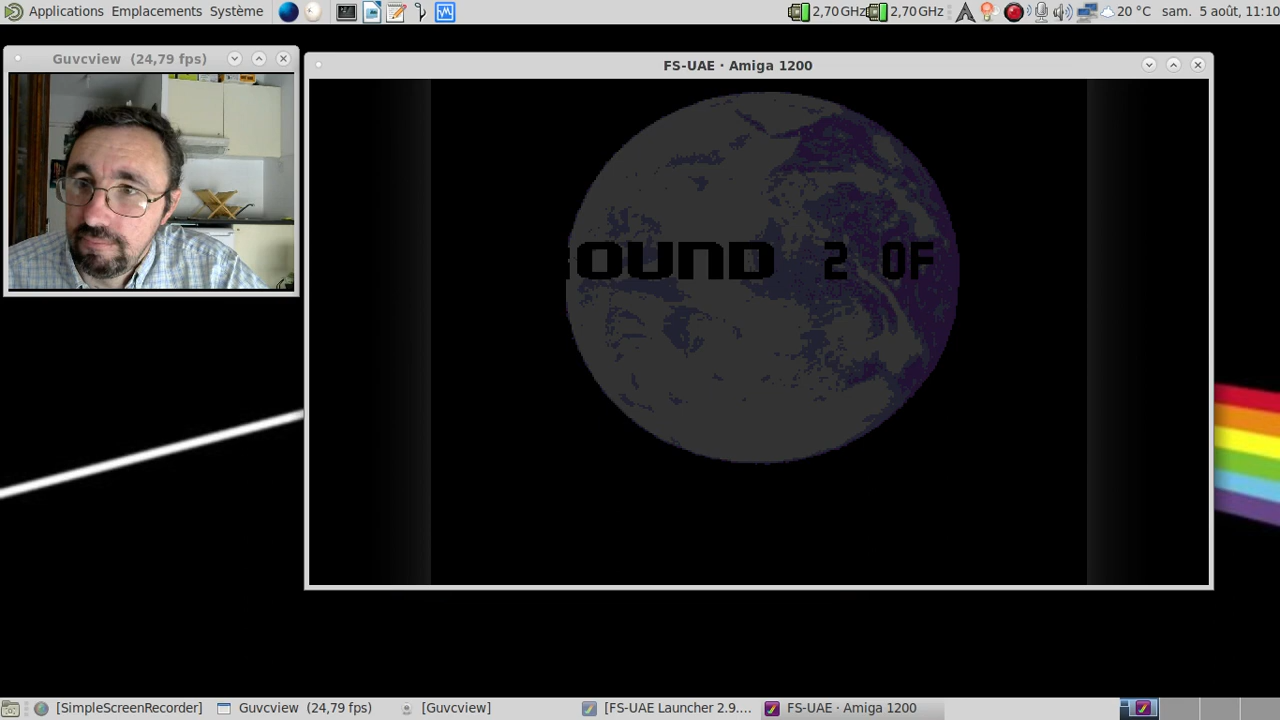 Applications Emplacements Système 2,70 GHz 2,70 GHz 20 °C sam. 5 août, 11:10
Guvcview (24,79 fps)
FS-UAE · Amiga 1200
OUND 2 OF
[SimpleScreenRecorder] Guvcview (24,79 fps) [Guvcview] [FS-UAE Launcher 2.9.... FS-UAE · Amiga 1200